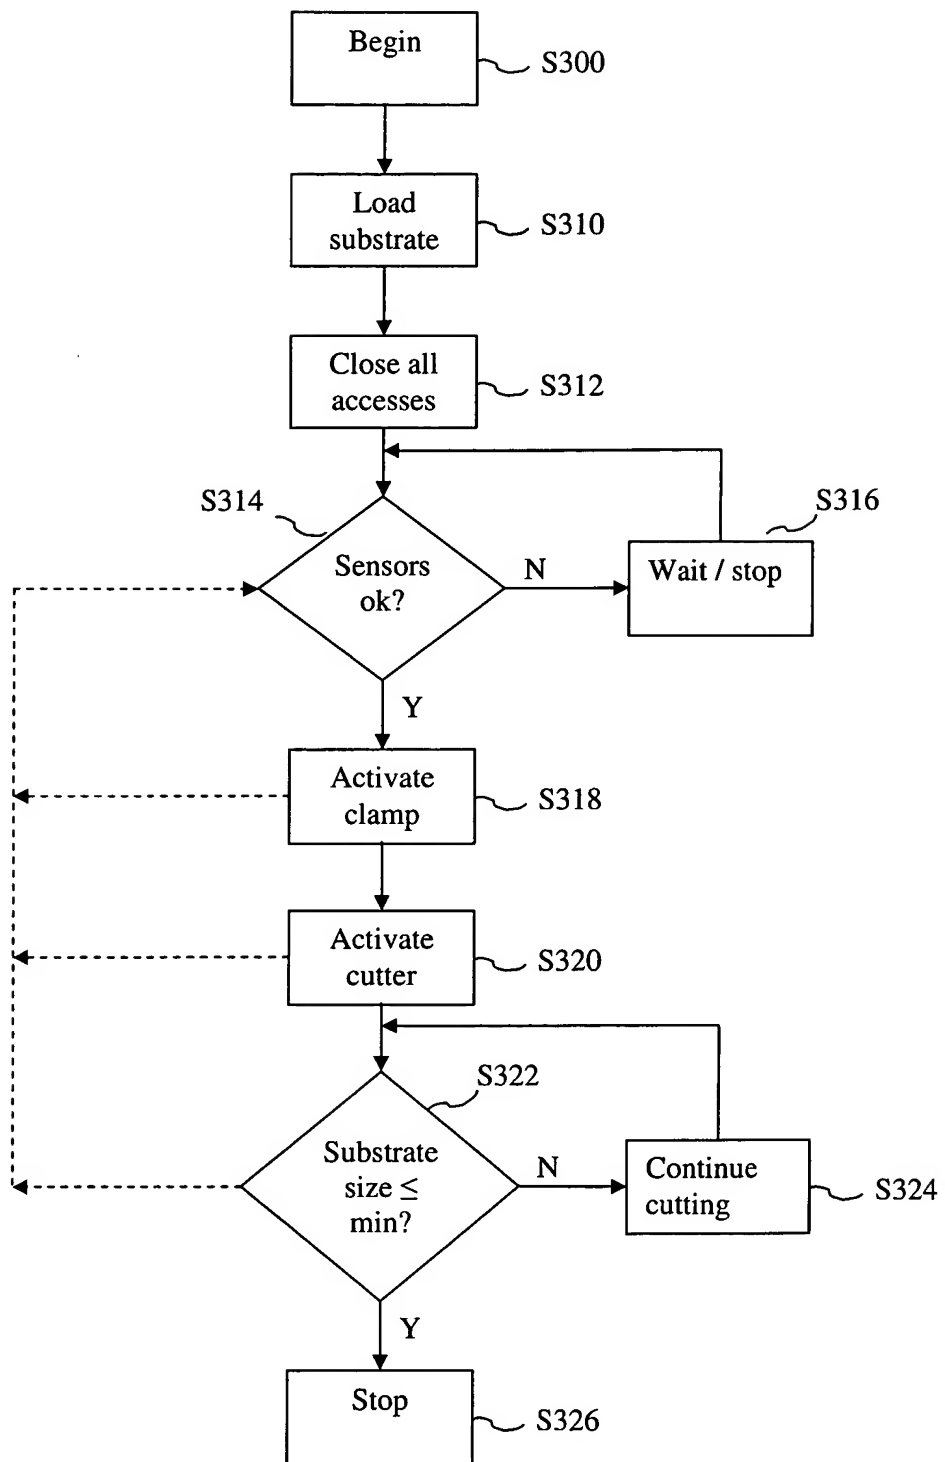 Begin
S300
Load
substrate
S310
Close all
accesses
S312
S314
S316
Sensors
ok?
N
Wait / stop
Y
Activate
clamp
S318
Activate
cutter
S320
S322
Substrate
size ≤
min?
N
Continue
cutting
S324
Y
Stop
S326